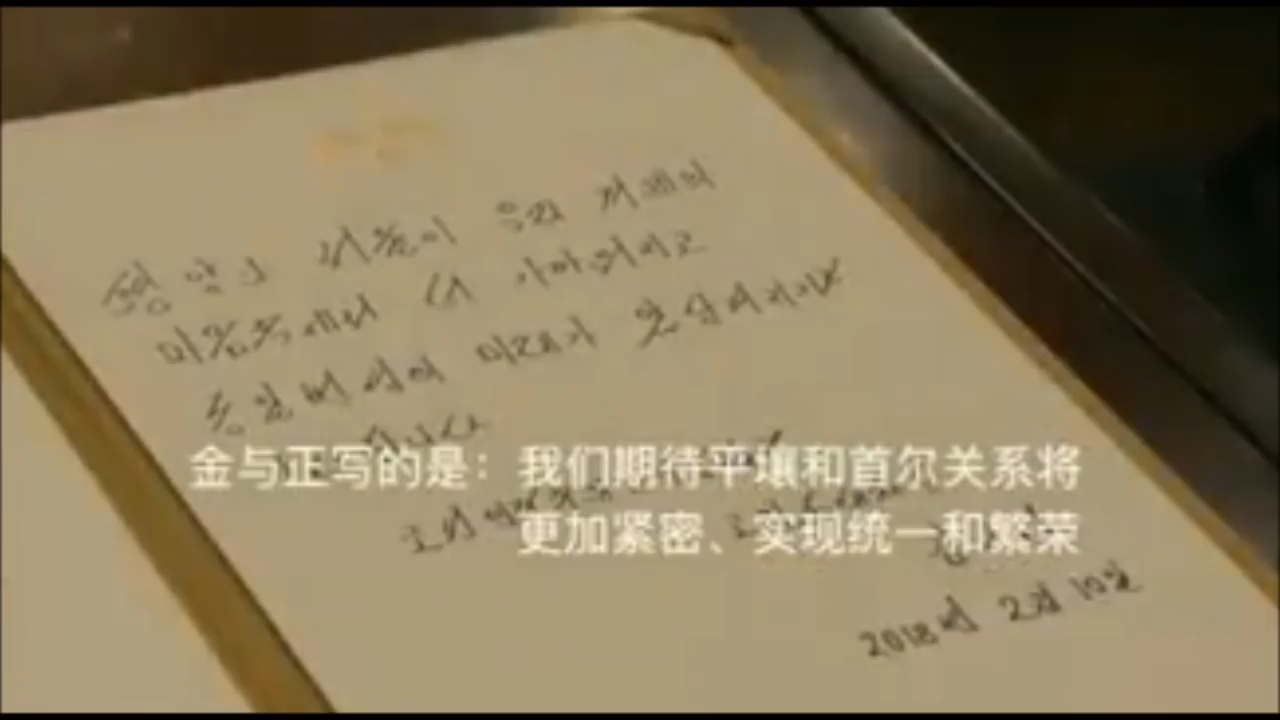 평양과 서울이 우리 겨레의
마음속에서 더 가까워지고
통일번영의 미래가 앞당겨지기를
金与正写的是：我们期待平壤和首尔关系将
更加紧密、实现统一和繁荣
2018년 2월 10일